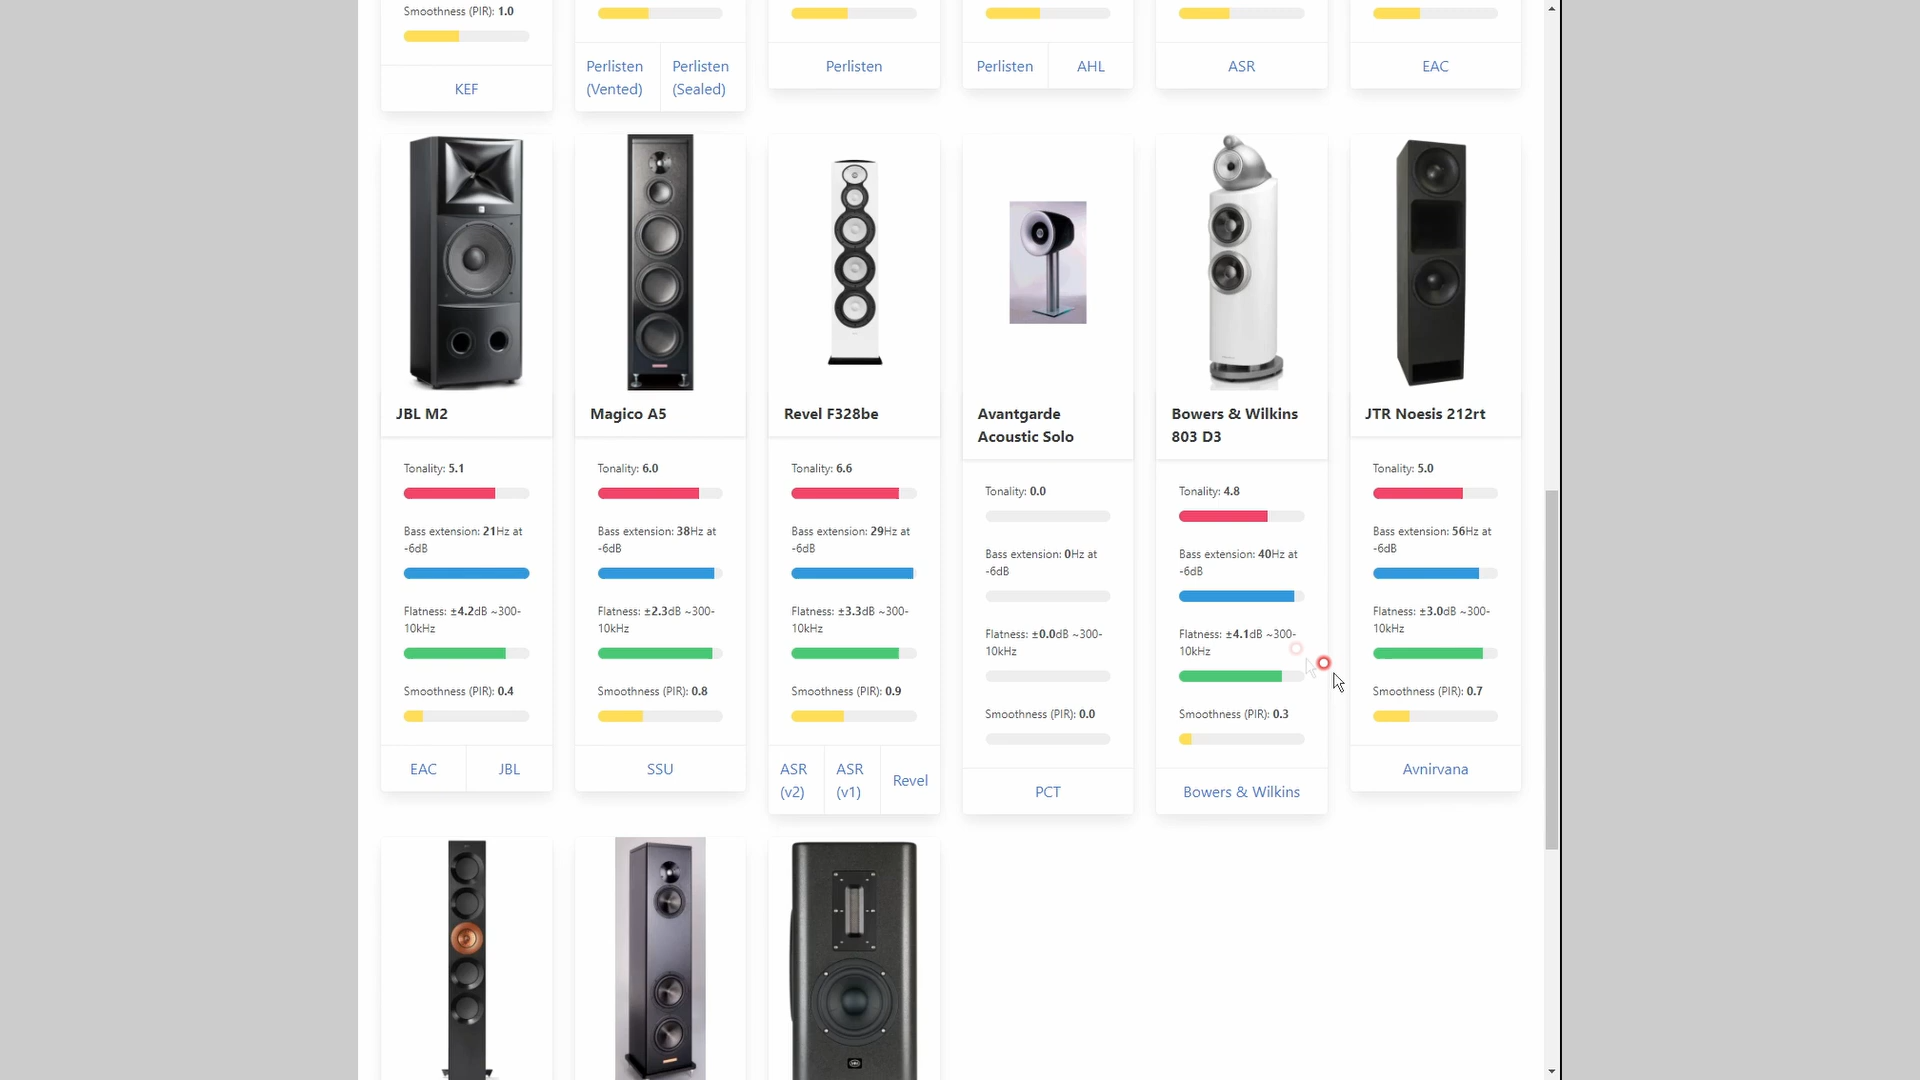 Smoothness (PIR): 1.0
KEF
Perlisten
(Vented)
Perlisten
(Sealed)
Perlisten
Perlisten
AHL
ASR
EAC
JBL M2
Tonality: 5.1
Bass extension: 21Hz at
-6dB
Flatness: ±4.2dB ~300-
10kHz
Smoothness (PIR): 0.4
EAC
JBL
Magico A5
Tonality: 6.0
Bass extension: 38Hz at
-6dB
Flatness: ±2.3dB ~300-
10kHz
Smoothness (PIR): 0.8
SSU
Revel F328be
Tonality: 6.6
Bass extension: 29Hz at
-6dB
Flatness: ±3.3dB ~300-
10kHz
Smoothness (PIR): 0.9
ASR
(v2)
ASR
(v1)
Revel
Avantgarde
Acoustic Solo
Tonality: 0.0
Bass extension: 0Hz at
-6dB
Flatness: ±0.0dB ~300-
10kHz
Smoothness (PIR): 0.0
PCT
Bowers & Wilkins
803 D3
Tonality: 4.8
Bass extension: 40Hz at
-6dB
Flatness: ±4.1dB ~300-
10kHz
Smoothness (PIR): 0.3
Bowers & Wilkins
JTR Noesis 212rt
Tonality: 5.0
Bass extension: 56Hz at
-6dB
Flatness: ±3.0dB ~300-
10kHz
Smoothness (PIR): 0.7
Avnirvana